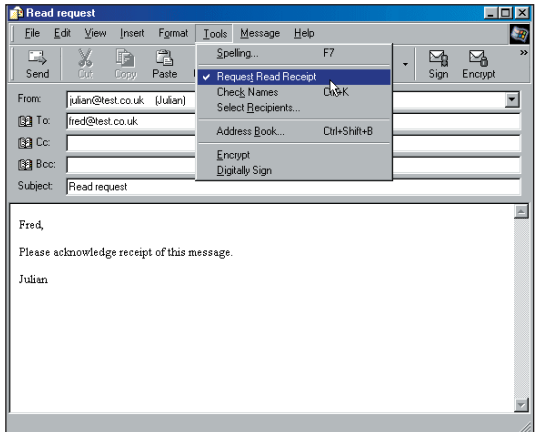 Read request
File Edit View Insert Format Tools Message Help
Send Cut Copy Paste Sign Encrypt »
Spelling... F7
Request Read Receipt
Check Names Ctrl+K
Select Recipients...
Address Book... Ctrl+Shift+B
Encrypt
Digitally Sign
From: julian@test.co.uk (Julian)
To: fred@test.co.uk
Cc:
Bcc:
Subject: Read request
Fred,
Please acknowledge receipt of this message.
Julian